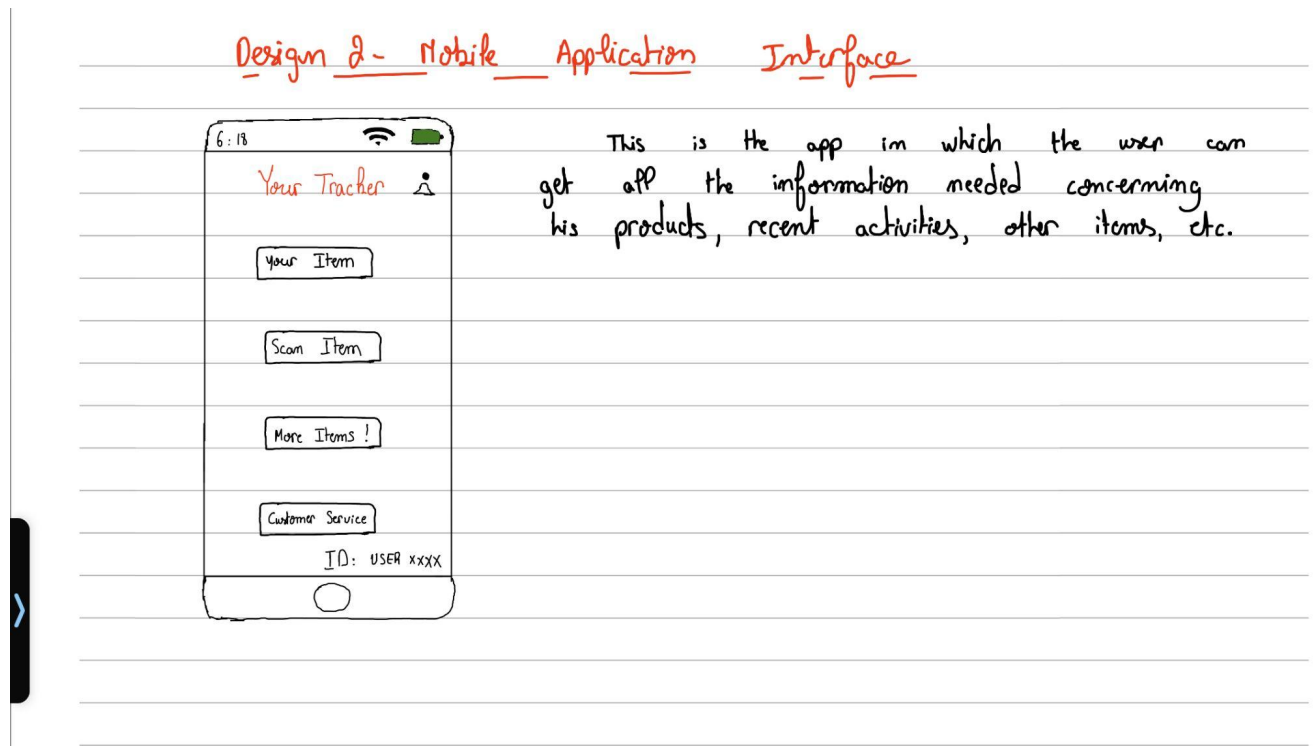 Design 2- Mobile Application Interface
6:18
Your Tracker
Your Item
Scan Item
More Items !
Customer Service
ID: USER xxxx
This is the app in which the user can
get all the information needed concerning
his products, recent activities, other items, etc.